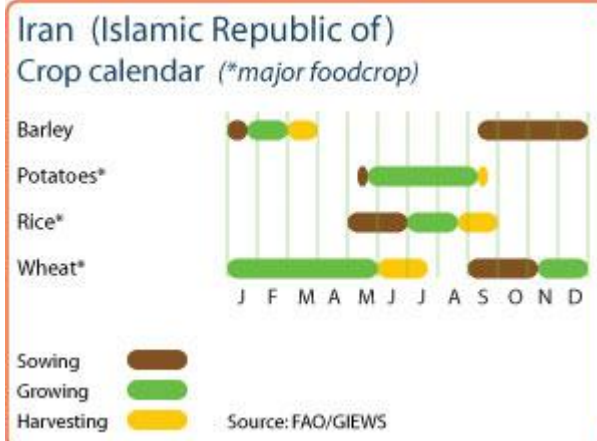 Iran (Islamic Republic of)
Crop calendar (*major foodcrop)
Barley
Potatoes*
Rice*
Wheat*
J F M A M J J A S O N D
Sowing
Growing
Harvesting
Source: FAO/GIEWS